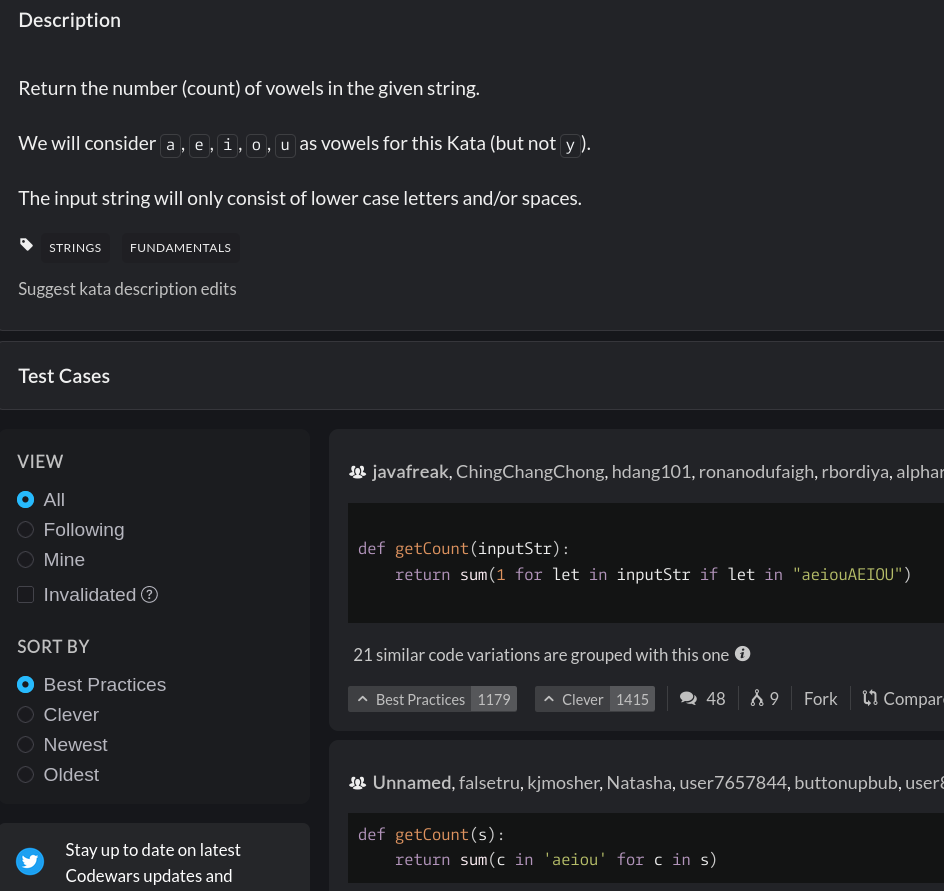 Description
Return the number (count) of vowels in the given string.
We will consider a, e, i, o, u as vowels for this Kata (but not y).
The input string will only consist of lower case letters and/or spaces.
STRINGS FUNDAMENTALS
Suggest kata description edits
Test Cases
VIEW
All
Following
Mine
Invalidated
SORT BY
Best Practices
Clever
Newest
Oldest
Stay up to date on latest
Codewars updates and
javafreak, ChingChangChong, hdang101, ronanodufaigh, rbordiya, alphar
def getCount(inputStr):
    return sum(1 for let in inputStr if let in "aeiouAEIOU")
21 similar code variations are grouped with this one
Best Practices 1179 Clever 1415 48 9 Fork Compar
Unnamed, falsetru, kjmosher, Natasha, user7657844, buttonupbub, user8
def getCount(s):
    return sum(c in 'aeiou' for c in s)